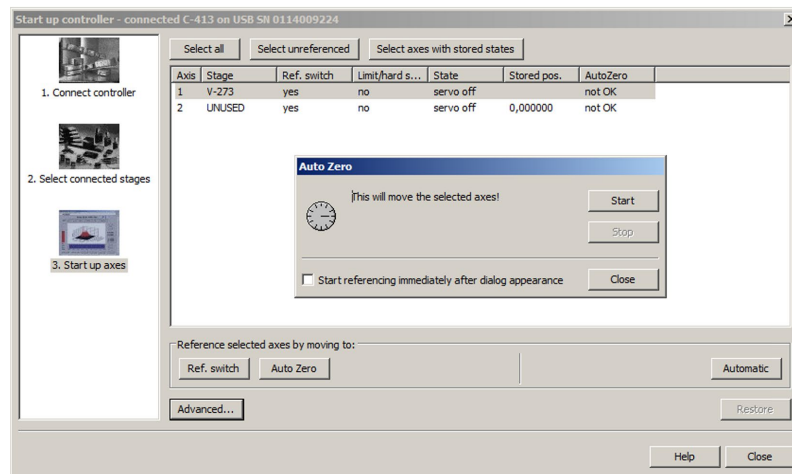 Start up controller - connected C-413 on USB SN 0114009224
Select all Select unreferenced Select axes with stored states
Axis Stage Ref. switch Limit/hard s... State Stored pos. AutoZero
1 V-273 yes no servo off not OK
2 UNUSED yes no servo off 0,000000 not OK
1. Connect controller
2. Select connected stages
3. Start up axes
Auto Zero
This will move the selected axes!
Start
Stop
Start referencing immediately after dialog appearance
Close
Reference selected axes by moving to:
Ref. switch Auto Zero Automatic
Advanced... Restore
Help Close